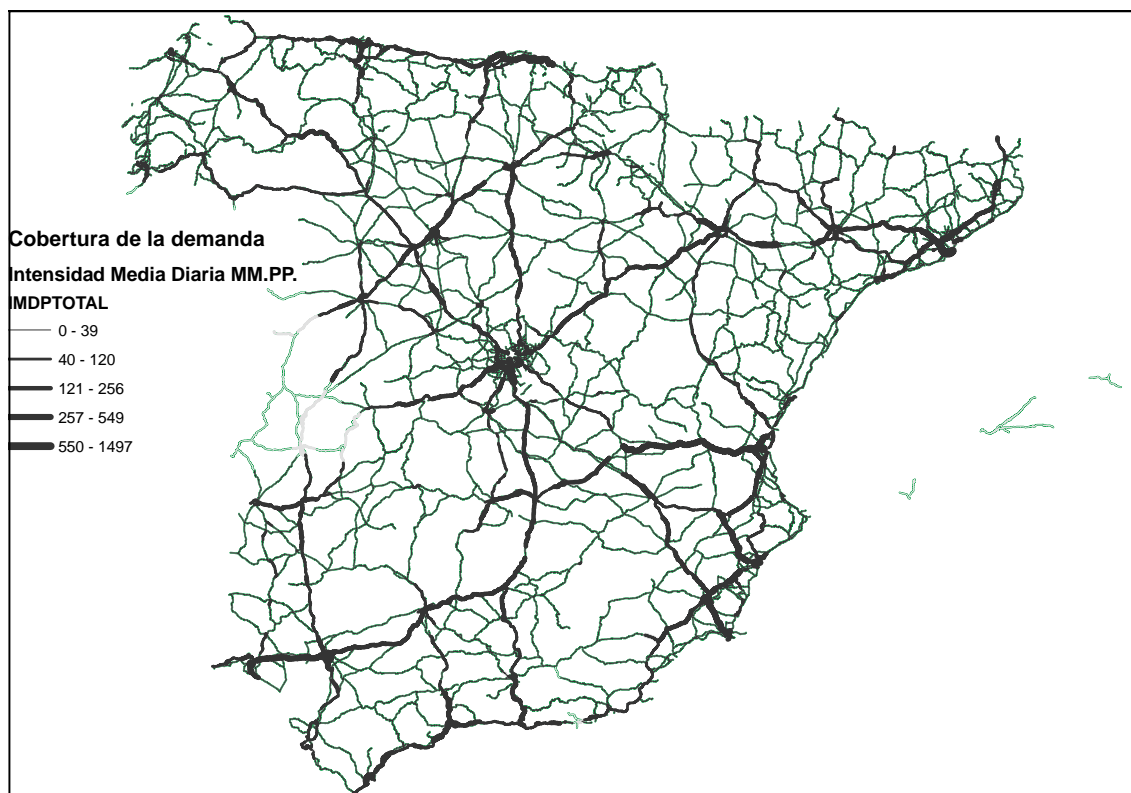 Cobertura de la demanda
Intensidad Media Diaria MM.PP.
IMDPTOTAL
0 - 39
40 - 120
121 - 256
257 - 549
550 - 1497